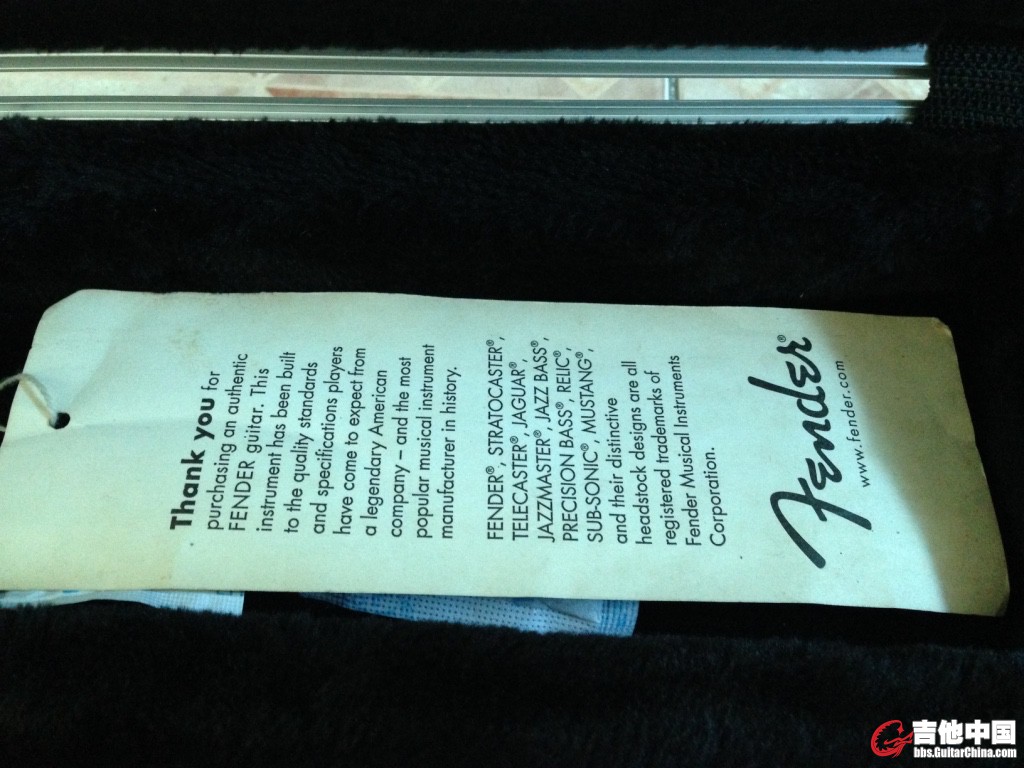 Thank you for
purchasing an authentic
FENDER guitar. This
instrument has been built
to the quality standards
and specifications players
have come to expect from
a legendary American
company – and the most
popular musical instrument
manufacturer in history.
FENDER®, STRATOCASTER®,
TELECASTER®, JAGUAR®,
JAZZMASTER®, JAZZ BASS®,
PRECISION BASS®, RELIC®,
SUB-SONIC®, MUSTANG®,
and their distinctive
headstock designs are all
registered trademarks of
Fender Musical Instruments
Corporation.
Fender®
www.fender.com
吉他中国
bbs.GuitarChina.com